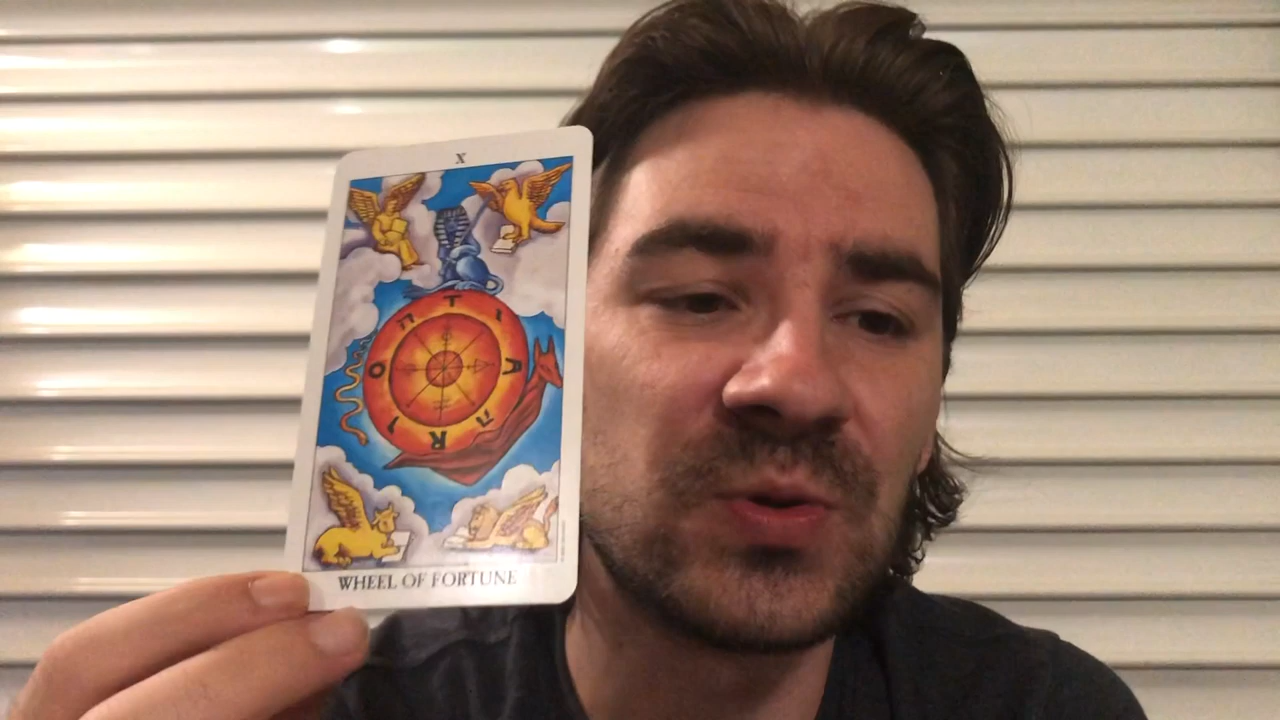 X
T
ה י
O A
ו ה
R
WHEEL OF FORTUNE